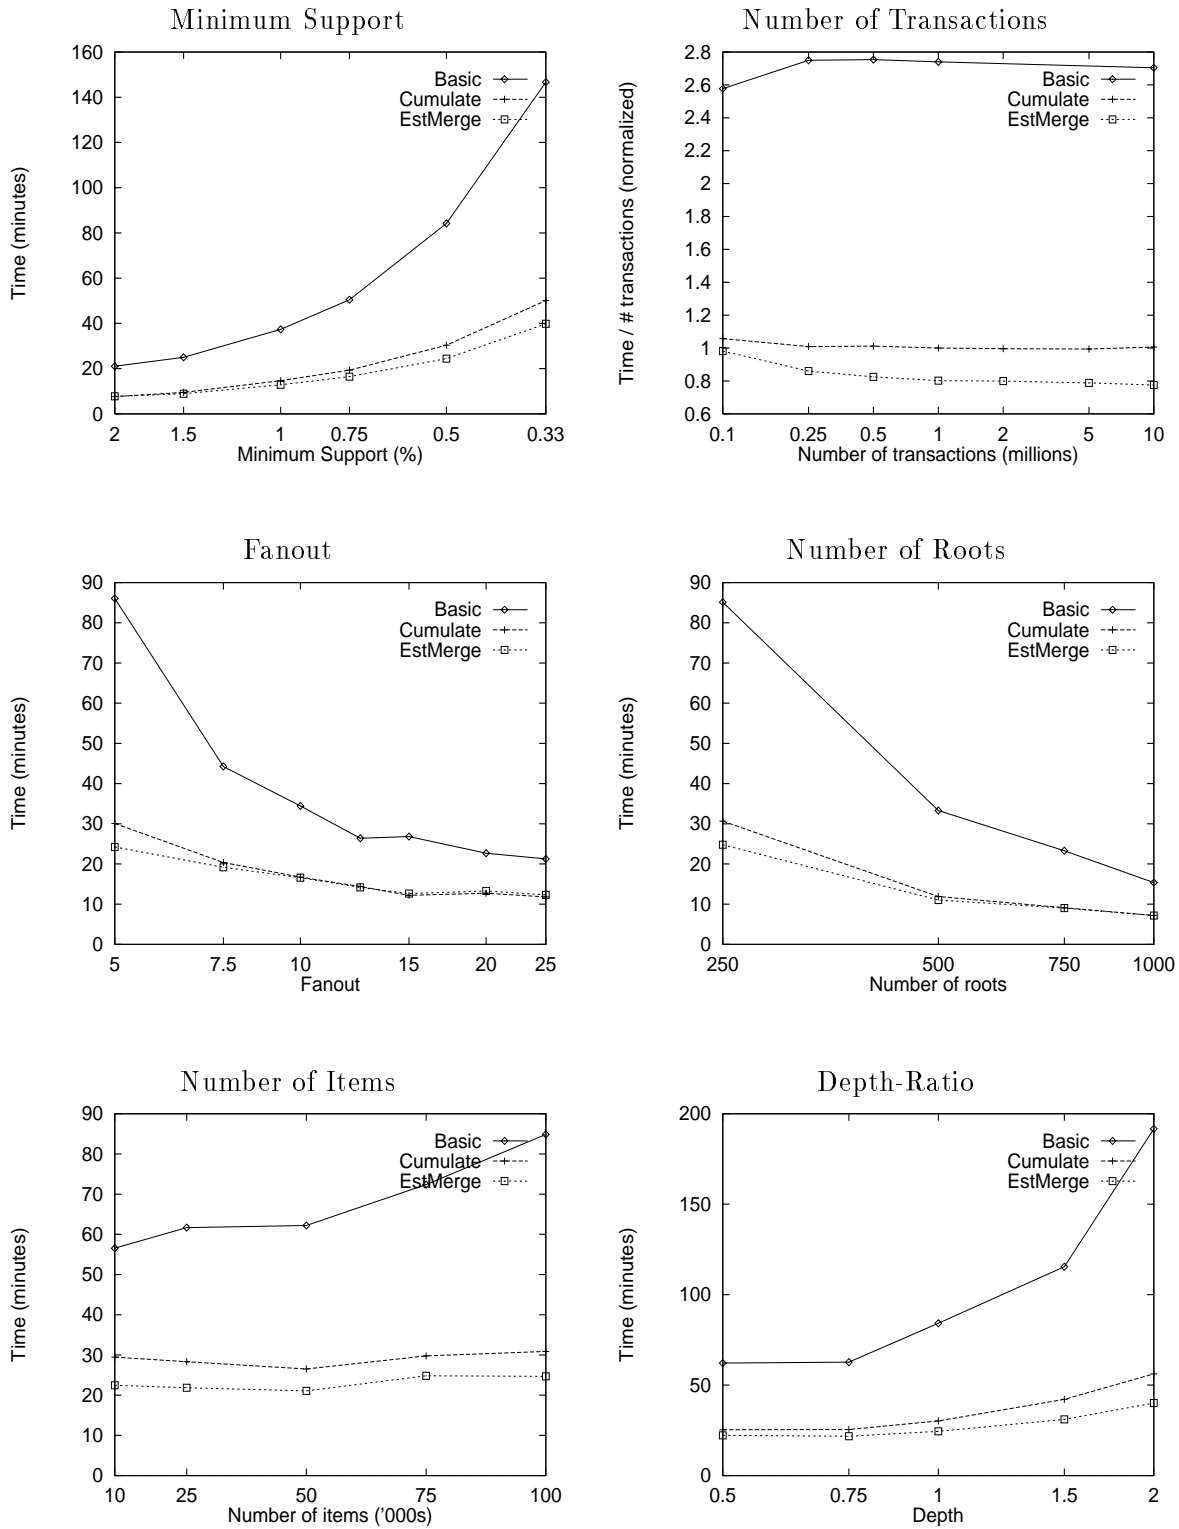 Minimum Support
Time (minutes)
160
140
120
100
80
60
40
20
0
Basic
Cumulate
EstMerge
2 1.5 1 0.75 0.5 0.33
Minimum Support (%)
Number of Transactions
Time / # transactions (normalized)
2.8
2.6
2.4
2.2
2
1.8
1.6
1.4
1.2
1
0.8
0.6
Basic
Cumulate
EstMerge
0.1 0.25 0.5 1 2 5 10
Number of transactions (millions)
Fanout
Time (minutes)
90
80
70
60
50
40
30
20
10
0
Basic
Cumulate
EstMerge
5 7.5 10 15 20 25
Fanout
Number of Roots
Time (minutes)
90
80
70
60
50
40
30
20
10
0
Basic
Cumulate
EstMerge
250 500 750 1000
Number of roots
Number of Items
Time (minutes)
90
80
70
60
50
40
30
20
10
0
Basic
Cumulate
EstMerge
10 25 50 75 100
Number of items ('000s)
Depth-Ratio
Time (minutes)
200
150
100
50
0
Basic
Cumulate
EstMerge
0.5 0.75 1 1.5 2
Depth